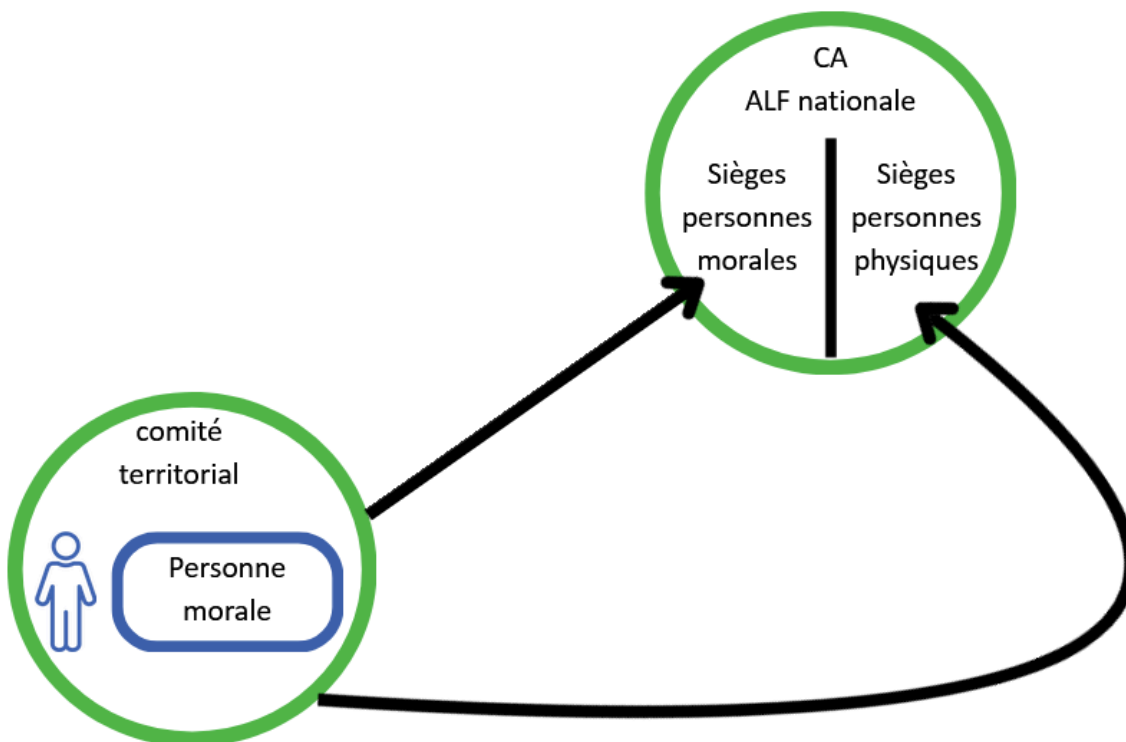 CA
ALF nationale
Sièges
personnes
morales
Sièges
personnes
physiques
comité
territorial
Personne
morale